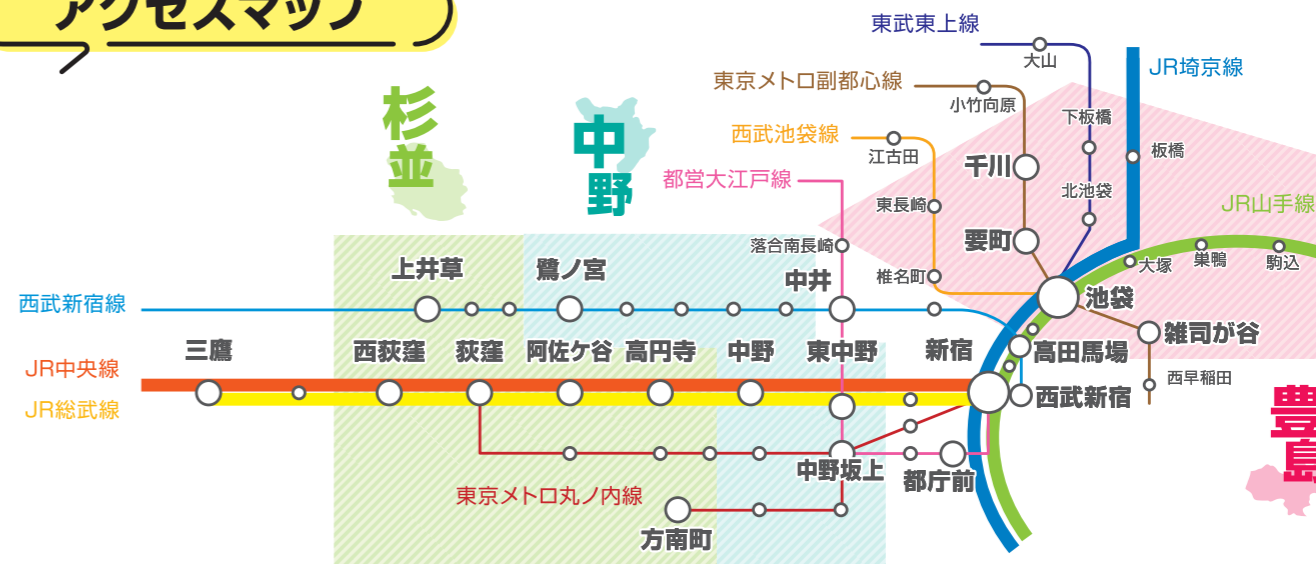 アクセスマップ
東武東上線
大山
JR埼京線
東京メトロ副都心線
小竹向原
下板橋
杉並
中野
西武池袋線
江古田
千川
板橋
都営大江戸線
東長崎
北池袋
JR山手線
落合南長崎
要町
大塚
巣鴨
駒込
上井草
鷺ノ宮
中井
椎名町
池袋
西武新宿線
雑司が谷
三鷹
西荻窪
荻窪
阿佐ケ谷
高円寺
中野
東中野
新宿
高田馬場
JR中央線
西早稲田
JR総武線
西武新宿
豊島
中野坂上
都庁前
東京メトロ丸ノ内線
方南町